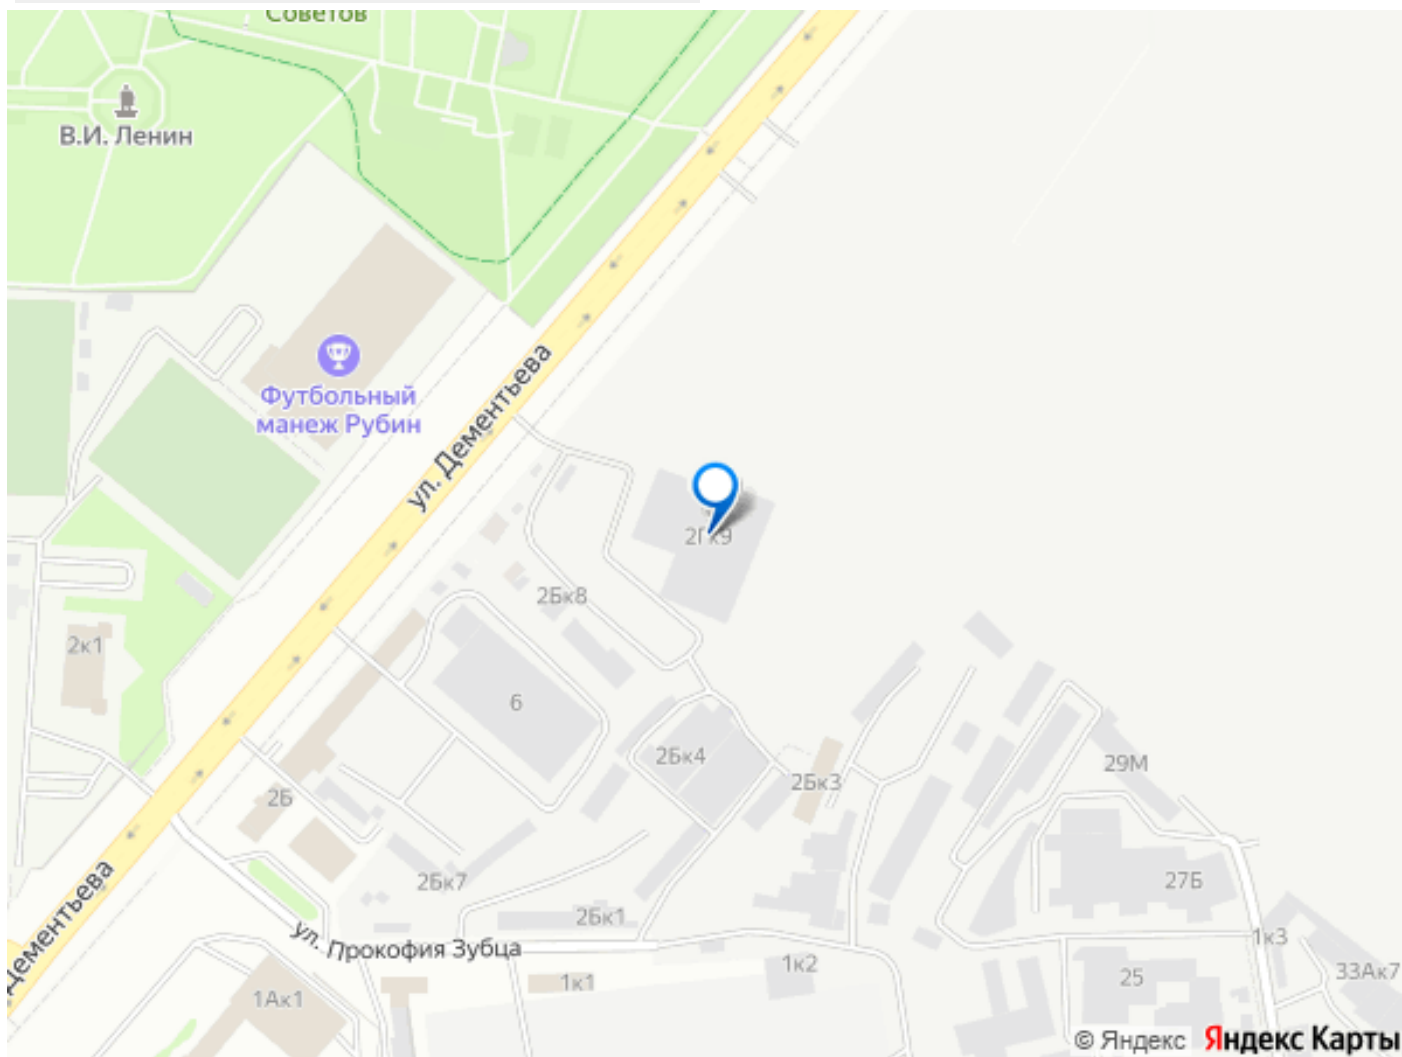 Советов
В.И. Ленин
Футбольный
манеж Рубин
ул. Дементьева
2Гк9
2Бк8
2к1
6
2Бк4
2Бк3
29М
2Б
2Бк7
27Б
2Бк1
ул. Прокофия Зубца
Дементьева
1к3
1к2
1к1
25
33Ак7
1Ак1
© Яндекс Яндекс Карты